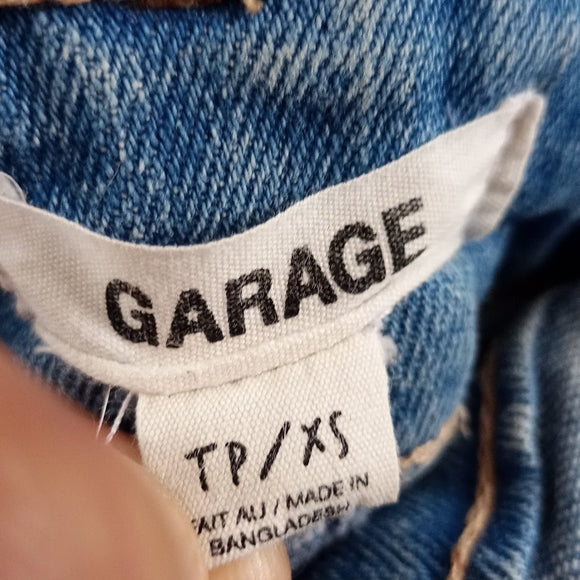 GARAGE
TP/XS
FAIT AU / MADE IN
BANGLADESH